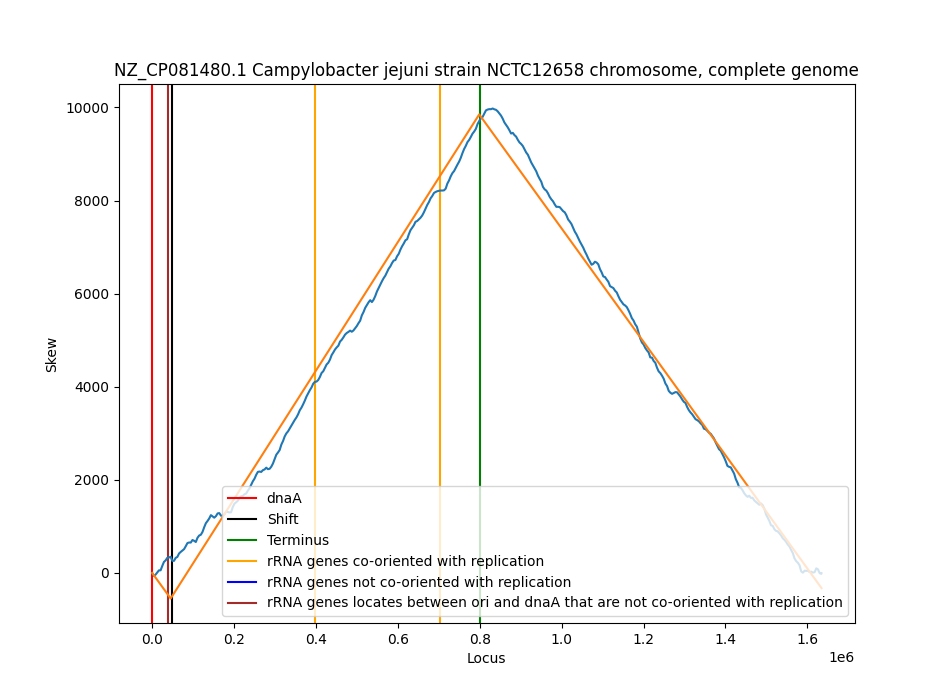 NZ_CP081480.1 Campylobacter jejuni strain NCTC12658 chromosome, complete genome
10000
8000
6000
4000
2000
0
Skew
dnaA
Shift
Terminus
rRNA genes co-oriented with replication
rRNA genes not co-oriented with replication
rRNA genes locates between ori and dnaA that are not co-oriented with replication
0.0 0.2 0.4 0.6 0.8 1.0 1.2 1.4 1.6
1e6
Locus